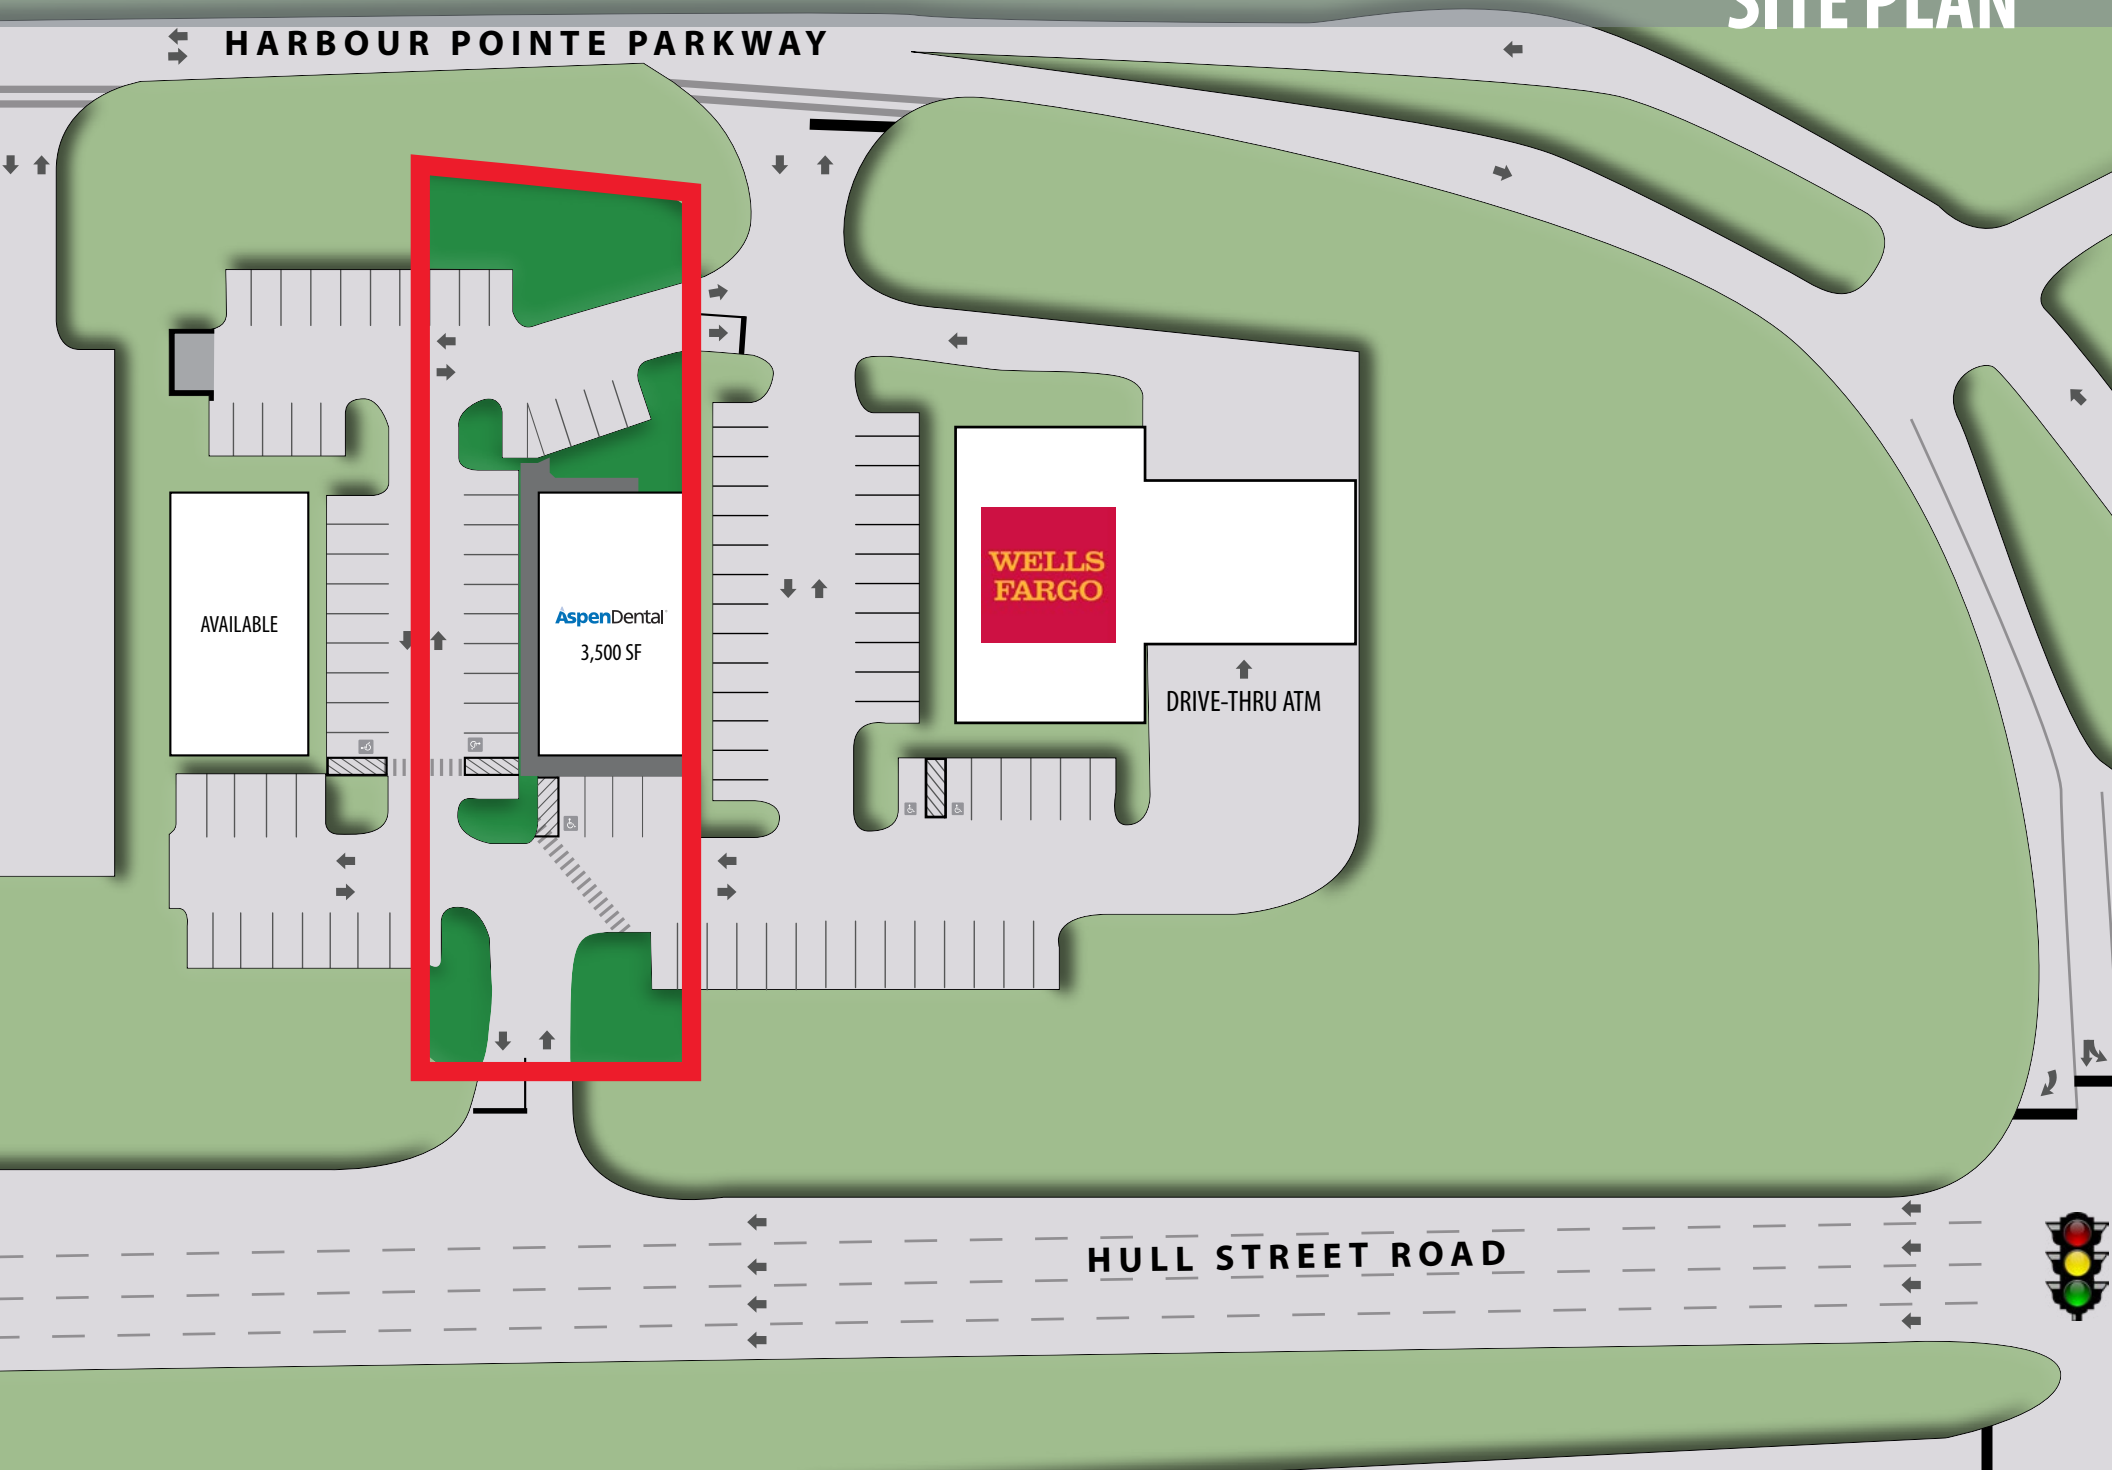 SITE PLAN
HARBOUR POINTE PARKWAY
WELLS
FARGO
AspenDental
AVAILABLE
3,500 SF
DRIVE-THRU ATM
HULL STREET ROAD